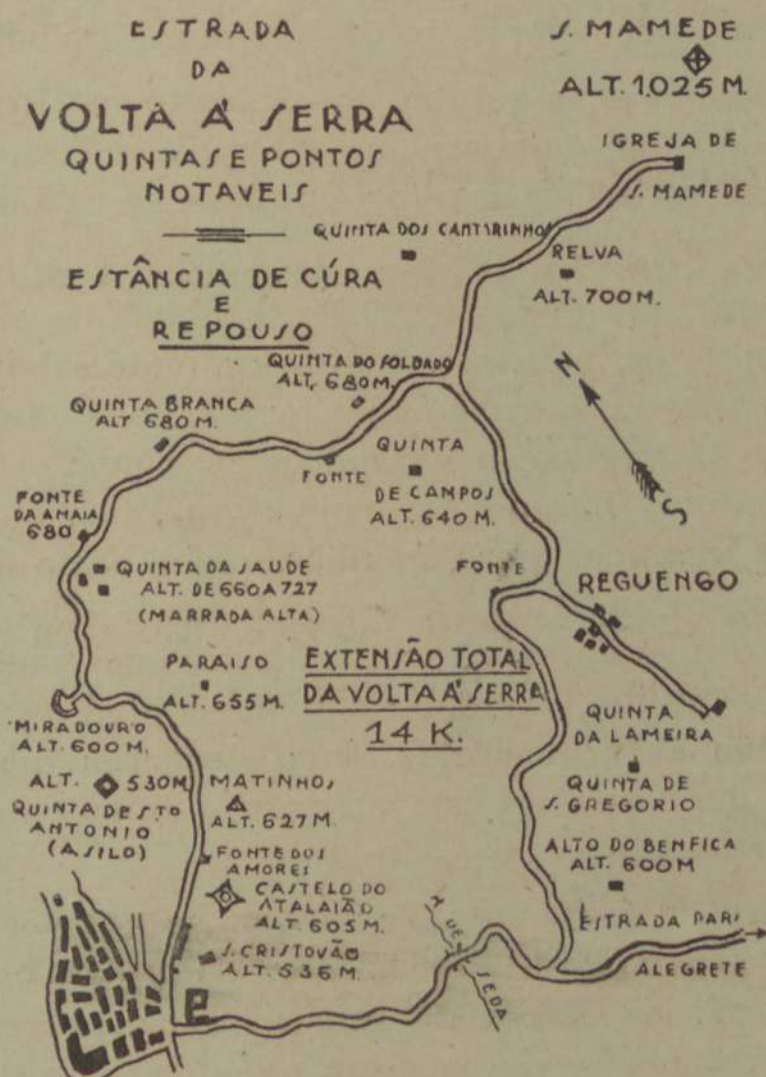 ESTRADA
DA
VOLTA Á SERRA
QUINTAS E PONTOS
NOTAVEIS
ESTÂNCIA DE CÚRA
E
REPOUSO
S. MAMEDE
ALT. 1.025 M.
IGREJA DE
S. MAMEDE
QUINTA DOS CANTARINHOS
RELVA
ALT. 700 M.
QUINTA DO SOLDADO
ALT. 680 M.
QUINTA BRANCA
ALT 680 M.
FONTE
QUINTA
DE CAMPOS
ALT. 640 M.
N
S
FONTE
DA AMAIA
680
QUINTA DA SAUDE
ALT. DE 660 A 727
(MARRADA ALTA)
FONTE
REGUENGO
PARAISO
ALT. 655 M.
EXTENSÃO TOTAL
DA VOLTA Á SERRA
14 K.
MIRADOURO
ALT. 600 M.
QUINTA
DA LAMEIRA
ALT. 530 M
QUINTA DE STO
ANTONIO
(ASILO)
MATINHOS
ALT. 627 M.
QUINTA DE
S. GREGORIO
FONTE DOS
AMORES
ALTO DO BENFICA
ALT. 600 M
CASTELO DO
ATALAIÃO
ALT. 605 M.
S. CRISTOVÃO
ALT. 536 M.
R. DE
SEDA
ESTRADA PARA
ALEGRETE